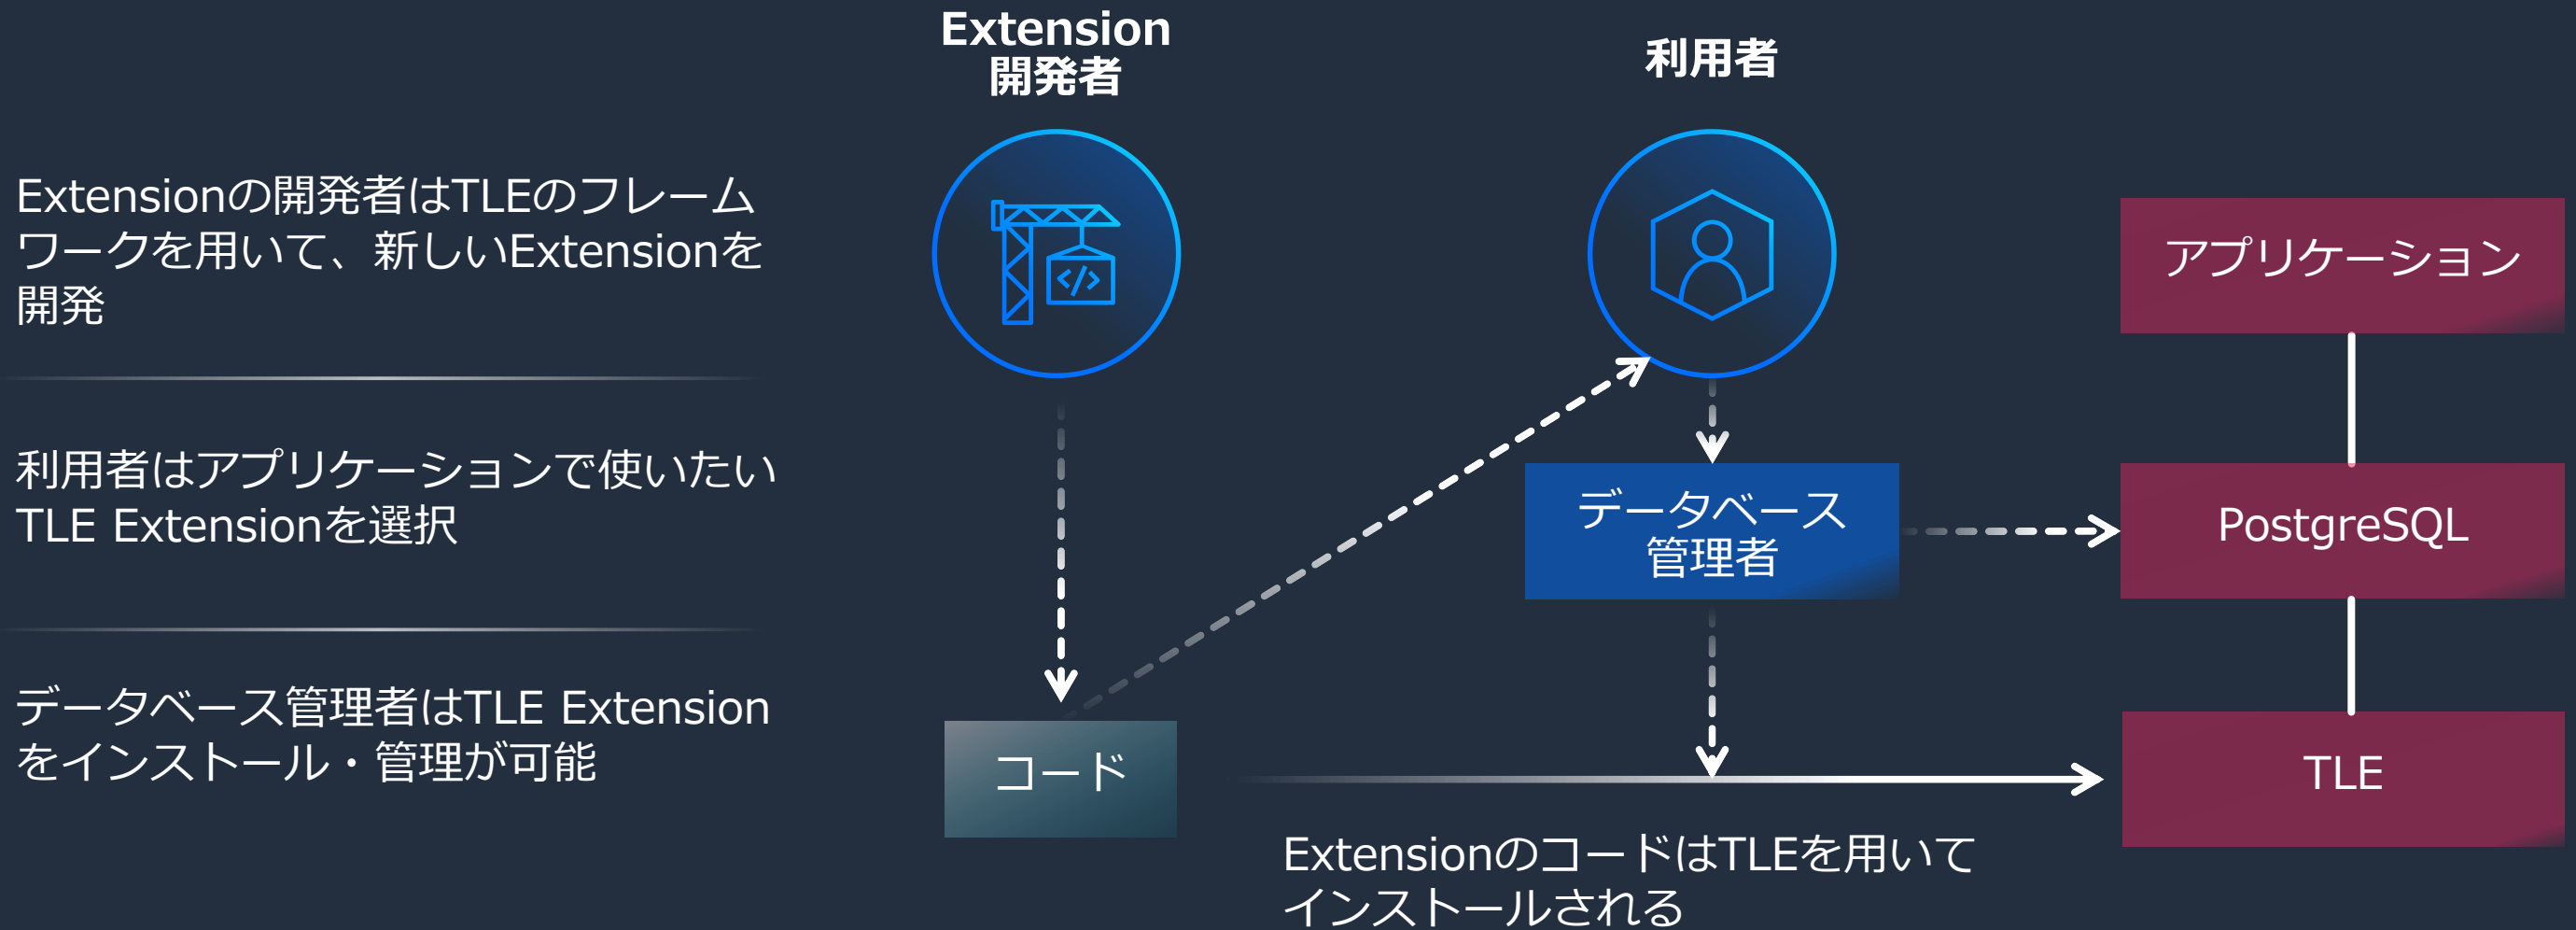 Extension
開発者
利用者
Extensionの開発者はTLEのフレーム
ワークを用いて、新しいExtensionを
開発
利用者はアプリケーションで使いたい
TLE Extensionを選択
データベース管理者はTLE Extension
をインストール・管理が可能
</>
コード
データベース
管理者
アプリケーション
PostgreSQL
TLE
ExtensionのコードはTLEを用いて
インストールされる